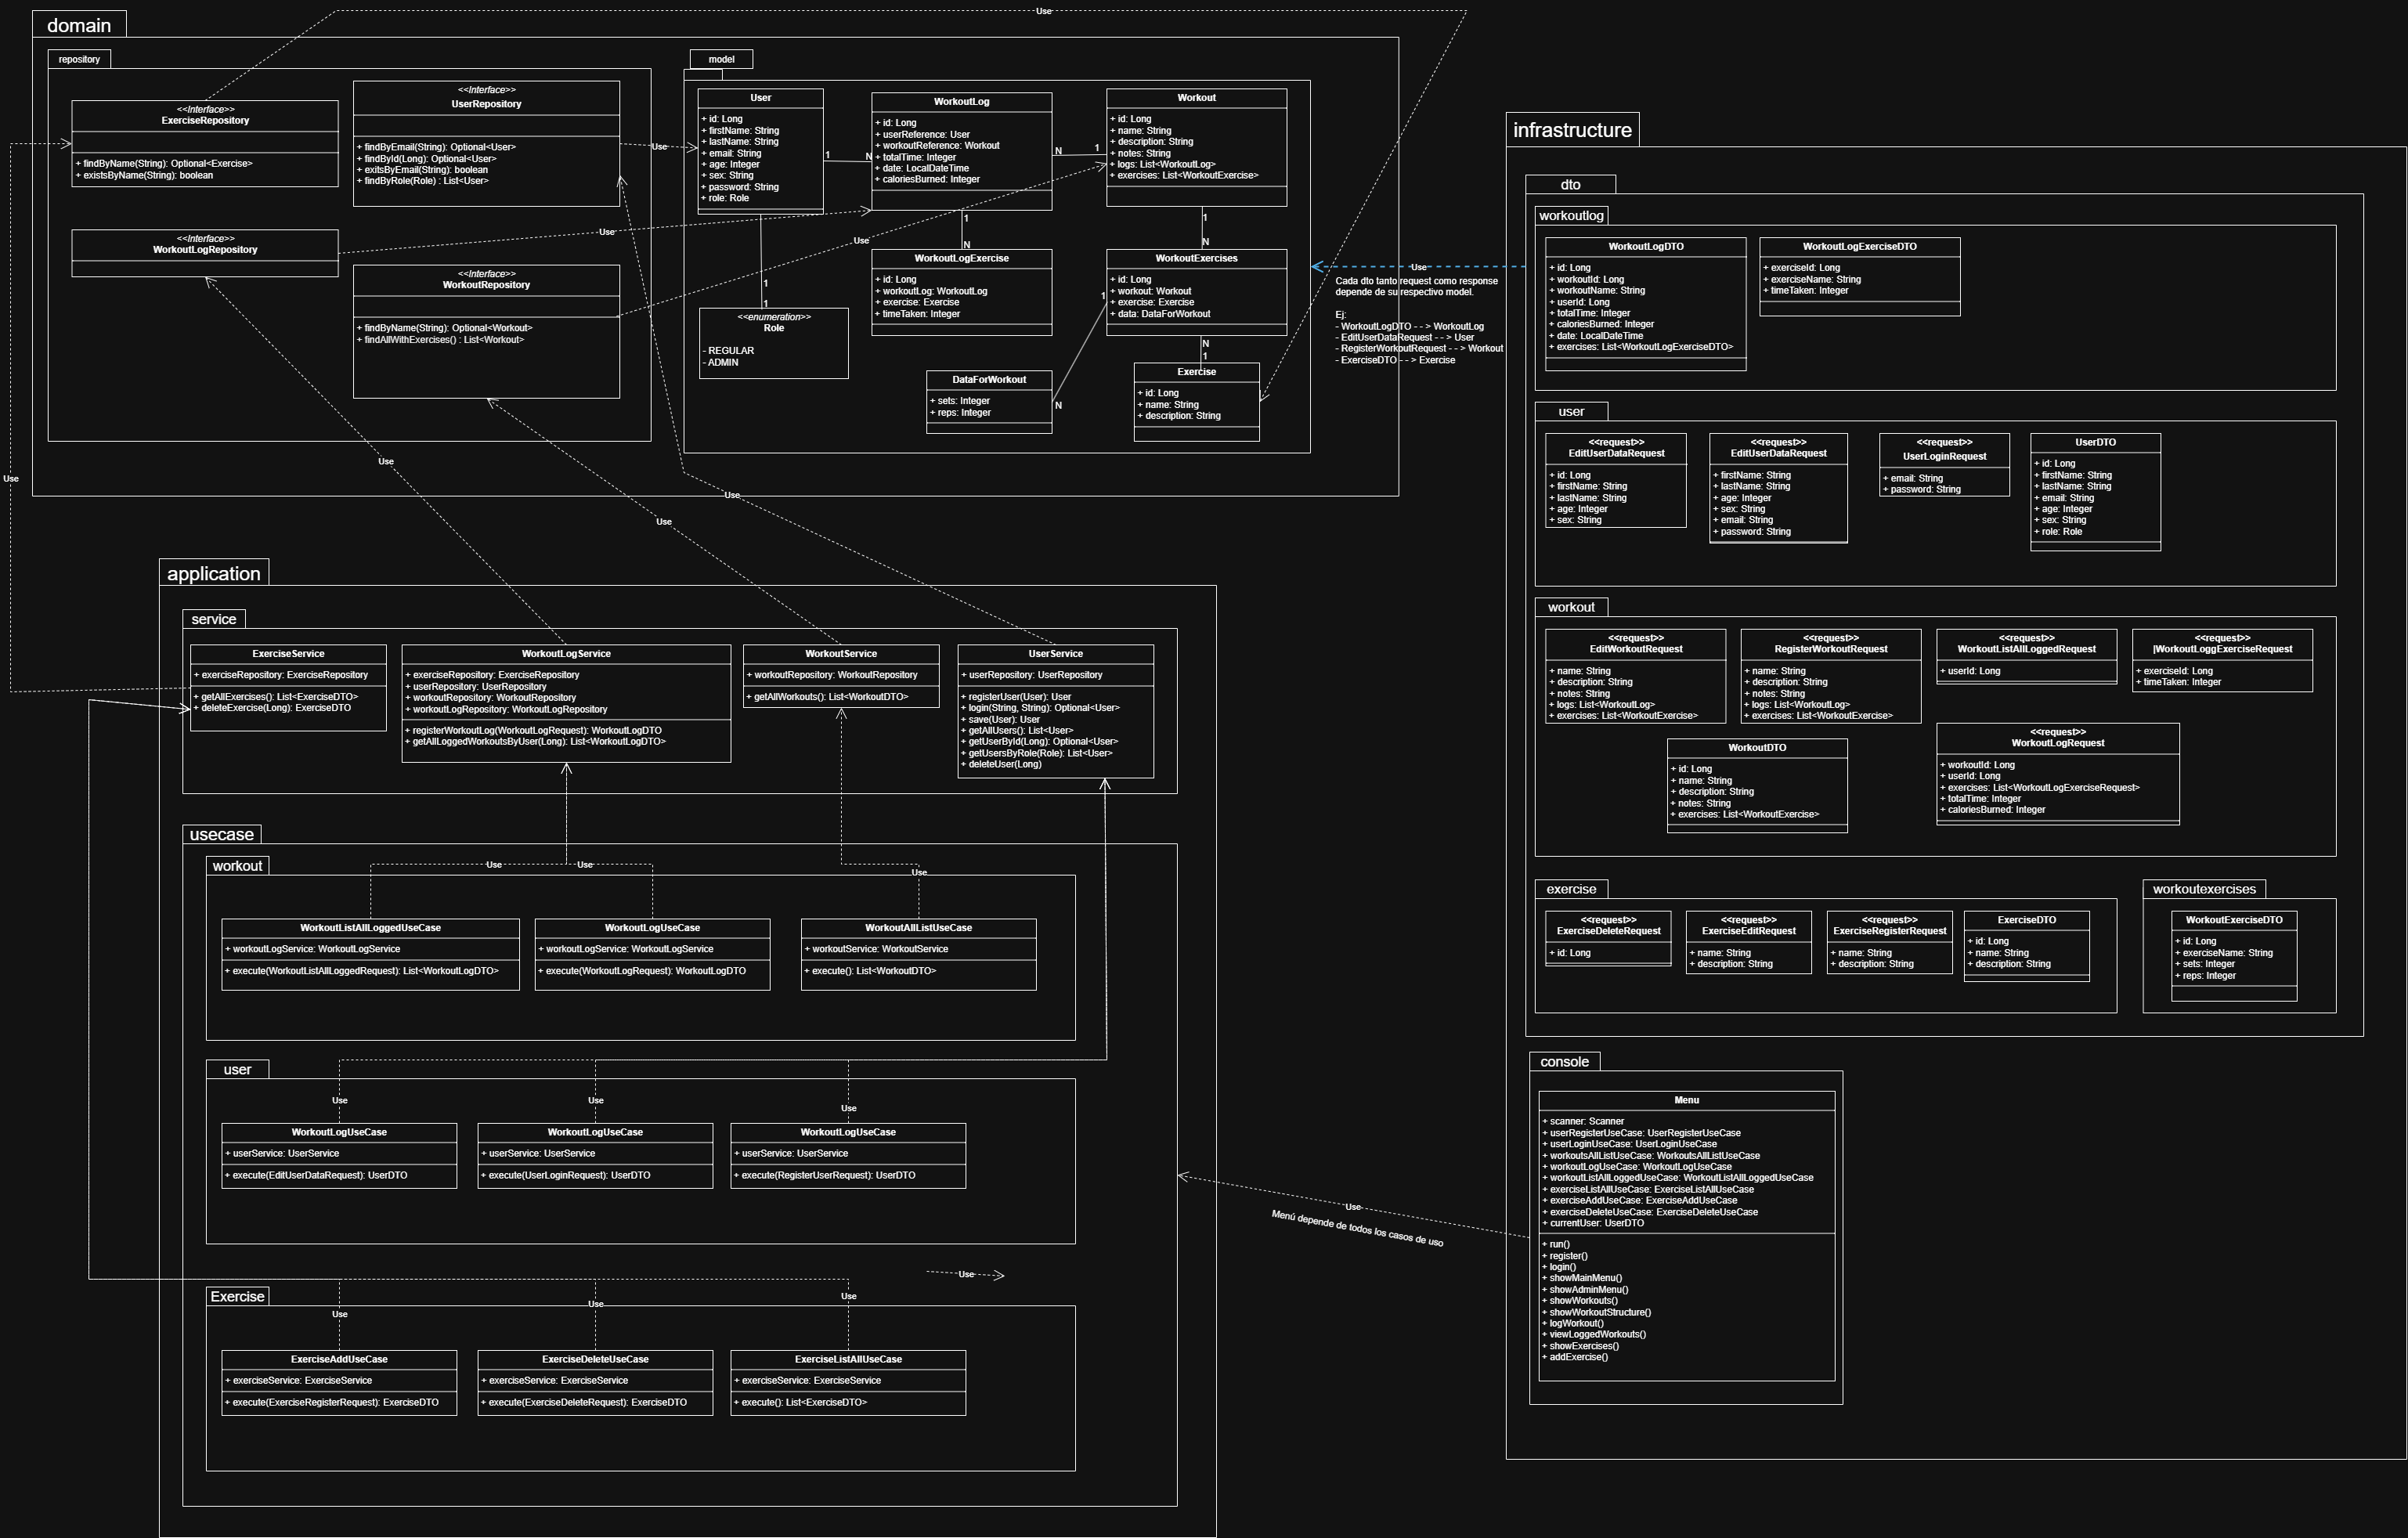 domain
repository
<<Interface>>
ExerciseRepository
+ findByName(String): Optional<Exercise>
+ existsByName(String): boolean
<<Interface>>
UserRepository
+ findByEmail(String): Optional<User>
+ findById(Long): Optional<User>
+ exitsByEmail(String): boolean
+ findByRole(Role) : List<User>
<<Interface>>
WorkoutLogRepository
<<Interface>>
WorkoutRepository
+ findByName(String): Optional<Workout>
+ findAllWithExercises() : List<Workout>
model
User
+ id: Long
+ firstName: String
+ lastName: String
+ email: String
+ age: Integer
+ sex: String
+ password: String
+ role: Role
WorkoutLog
+ id: Long
+ userReference: User
+ workoutReference: Workout
+ totalTime: Integer
+ date: LocalDateTime
+ caloriesBurned: Integer
Workout
+ id: Long
+ name: String
+ description: String
+ notes: String
+ logs: List<WorkoutLog>
+ exercises: List<WorkoutExercise>
<<enumeration>>
Role
- REGULAR
- ADMIN
WorkoutLogExercise
+ id: Long
+ workoutLog: WorkoutLog
+ exercise: Exercise
+ timeTaken: Integer
WorkoutExercises
+ id: Long
+ workout: Workout
+ exercise: Exercise
+ data: DataForWorkout
DataForWorkout
+ sets: Integer
+ reps: Integer
Exercise
+ id: Long
+ name: String
+ description: String
1
N
N
1
1
N
1
N
1
1
1
N
N
1
Use
Use
Use
Use
Use
Use
Use
Use
Use
Cada dto tanto request como response
depende de su respectivo model.
Ej:
- WorkoutLogDTO - - > WorkoutLog
- EditUserDataRequest - - > User
- RegisterWorkoutRequest - - > Workout
- ExerciseDTO - - > Exercise
application
service
ExerciseService
+ exerciseRepository: ExerciseRepository
+ getAllExercises(): List<ExerciseDTO>
+ deleteExercise(Long): ExerciseDTO
WorkoutLogService
+ exerciseRepository: ExerciseRepository
+ userRepository: UserRepository
+ workoutRepository: WorkoutRepository
+ workoutLogRepository: WorkoutLogRepository
+ registerWorkoutLog(WorkoutLogRequest): WorkoutLogDTO
+ getAllLoggedWorkoutsByUser(Long): List<WorkoutLogDTO>
WorkoutService
+ workoutRepository: WorkoutRepository
+ getAllWorkouts(): List<WorkoutDTO>
UserService
+ userRepository: UserRepository
+ registerUser(User): User
+ login(String, String): Optional<User>
+ save(User): User
+ getAllUsers(): List<User>
+ getUserById(Long): Optional<User>
+ getUsersByRole(Role): List<User>
+ deleteUser(Long)
usecase
workout
Use
Use
Use
WorkoutListAllLoggedUseCase
+ workoutLogService: WorkoutLogService
+ execute(WorkoutListAllLoggedRequest): List<WorkoutLogDTO>
WorkoutLogUseCase
+ workoutLogService: WorkoutLogService
+ execute(WorkoutLogRequest): WorkoutLogDTO
WorkoutAllListUseCase
+ workoutService: WorkoutService
+ execute(): List<WorkoutDTO>
user
Use
Use
Use
WorkoutLogUseCase
+ userService: UserService
+ execute(EditUserDataRequest): UserDTO
WorkoutLogUseCase
+ userService: UserService
+ execute(UserLoginRequest): UserDTO
WorkoutLogUseCase
+ userService: UserService
+ execute(RegisterUserRequest): UserDTO
Use
Exercise
Use
Use
Use
ExerciseAddUseCase
+ exerciseService: ExerciseService
+ execute(ExerciseRegisterRequest): ExerciseDTO
ExerciseDeleteUseCase
+ exerciseService: ExerciseService
+ execute(ExerciseDeleteRequest): ExerciseDTO
ExerciseListAllUseCase
+ exerciseService: ExerciseService
+ execute(): List<ExerciseDTO>
Use
Menú depende de todos los casos de uso
infrastructure
dto
workoutlog
WorkoutLogDTO
+ id: Long
+ workoutId: Long
+ workoutName: String
+ userId: Long
+ totalTime: Integer
+ caloriesBurned: Integer
+ date: LocalDateTime
+ exercises: List<WorkoutLogExerciseDTO>
WorkoutLogExerciseDTO
+ exerciseId: Long
+ exerciseName: String
+ timeTaken: Integer
user
<<request>>
EditUserDataRequest
+ id: Long
+ firstName: String
+ lastName: String
+ age: Integer
+ sex: String
<<request>>
EditUserDataRequest
+ firstName: String
+ lastName: String
+ age: Integer
+ sex: String
+ email: String
+ password: String
<<request>>
UserLoginRequest
+ email: String
+ password: String
UserDTO
+ id: Long
+ firstName: String
+ lastName: String
+ email: String
+ age: Integer
+ sex: String
+ role: Role
workout
<<request>>
EditWorkoutRequest
+ name: String
+ description: String
+ notes: String
+ logs: List<WorkoutLog>
+ exercises: List<WorkoutExercise>
<<request>>
RegisterWorkoutRequest
+ name: String
+ description: String
+ notes: String
+ logs: List<WorkoutLog>
+ exercises: List<WorkoutExercise>
<<request>>
WorkoutListAllLoggedRequest
+ userId: Long
<<request>>
|WorkoutLoggExerciseRequest
+ exerciseId: Long
+ timeTaken: Integer
WorkoutDTO
+ id: Long
+ name: String
+ description: String
+ notes: String
+ exercises: List<WorkoutExercise>
<<request>>
WorkoutLogRequest
+ workoutId: Long
+ userId: Long
+ exercises: List<WorkoutLogExerciseRequest>
+ totalTime: Integer
+ caloriesBurned: Integer
exercise
<<request>>
ExerciseDeleteRequest
+ id: Long
<<request>>
ExerciseEditRequest
+ name: String
+ description: String
<<request>>
ExerciseRegisterRequest
+ name: String
+ description: String
ExerciseDTO
+ id: Long
+ name: String
+ description: String
workoutexercises
WorkoutExerciseDTO
+ id: Long
+ exerciseName: String
+ sets: Integer
+ reps: Integer
console
Menu
+ scanner: Scanner
+ userRegisterUseCase: UserRegisterUseCase
+ userLoginUseCase: UserLoginUseCase
+ workoutsAllListUseCase: WorkoutsAllListUseCase
+ workoutLogUseCase: WorkoutLogUseCase
+ workoutListAllLoggedUseCase: WorkoutListAllLoggedUseCase
+ exerciseListAllUseCase: ExerciseListAllUseCase
+ exerciseAddUseCase: ExerciseAddUseCase
+ exerciseDeleteUseCase: ExerciseDeleteUseCase
+ currentUser: UserDTO
+ run()
+ register()
+ login()
+ showMainMenu()
+ showAdminMenu()
+ showWorkouts()
+ showWorkoutStructure()
+ logWorkout()
+ viewLoggedWorkouts()
+ showExercises()
+ addExercise()